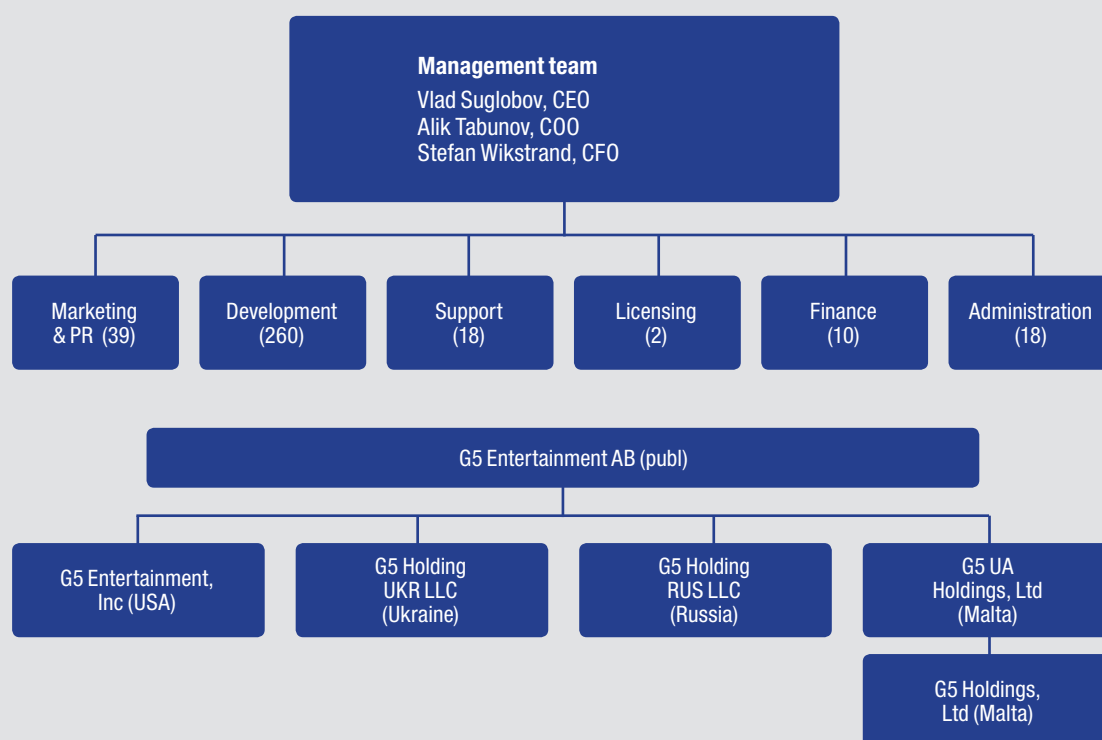 Management team
Vlad Suglobov, CEO
Alik Tabunov, COO
Stefan Wikstrand, CFO
Marketing
& PR (39)
Development
(260)
Support
(18)
Licensing
(2)
Finance
(10)
Administration
(18)
G5 Entertainment AB (publ)
G5 Entertainment,
Inc (USA)
G5 Holding
UKR LLC
(Ukraine)
G5 Holding
RUS LLC
(Russia)
G5 UA
Holdings, Ltd
(Malta)
G5 Holdings,
Ltd (Malta)